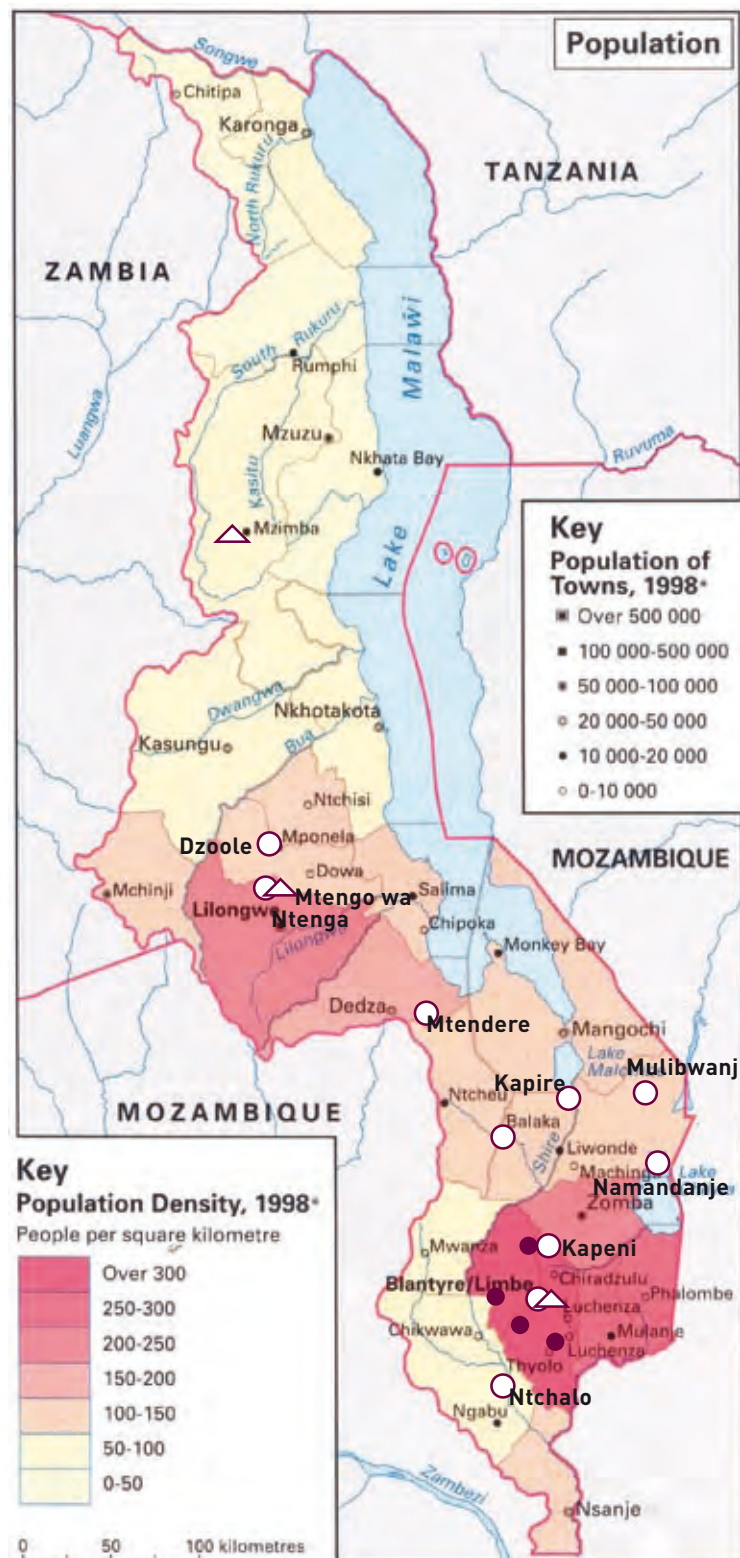 Population
Songwe
Chitipa
Karonga
North Rukuru
TANZANIA
ZAMBIA
South Rukuru
Rumphi
Lake Malaŵi
Luangwa
Mzuzu
Kasitu
Nkhata Bay
Ruvuma
Mzimba
Key
Population of
Towns, 1998*
Over 500 000
100 000-500 000
50 000-100 000
20 000-50 000
10 000-20 000
0-10 000
Dwangwa
Nkhotakota
Bua
Kasungu
Ntchisi
Dzoole
Mponela
MOZAMBIQUE
Dowa
Mchinji
Mtengo wa
Ntenga
Salima
Lilongwe
Lilongwe
Chipoka
Monkey Bay
Dedza
Mtendere
Mangochi
Lake
Mulibwanj
Kapire
Ntcheu
MOZAMBIQUE
Balaka
Shire
Liwonde
Machinga
Namandanje
Lake
Zomba
Key
Population Density, 1998*
People per square kilometre
Over 300
250-300
200-250
150-200
100-150
50-100
0-50
Mwanza
Kapeni
Chiradzulu
Blantyre/Limbe
Phalombe
Luchenza
Chikwawa
Mulanje
Luchenza
Thyolo
Ntchalo
Ngabu
Zambezi
Nsanje
0 50 100 kilometres